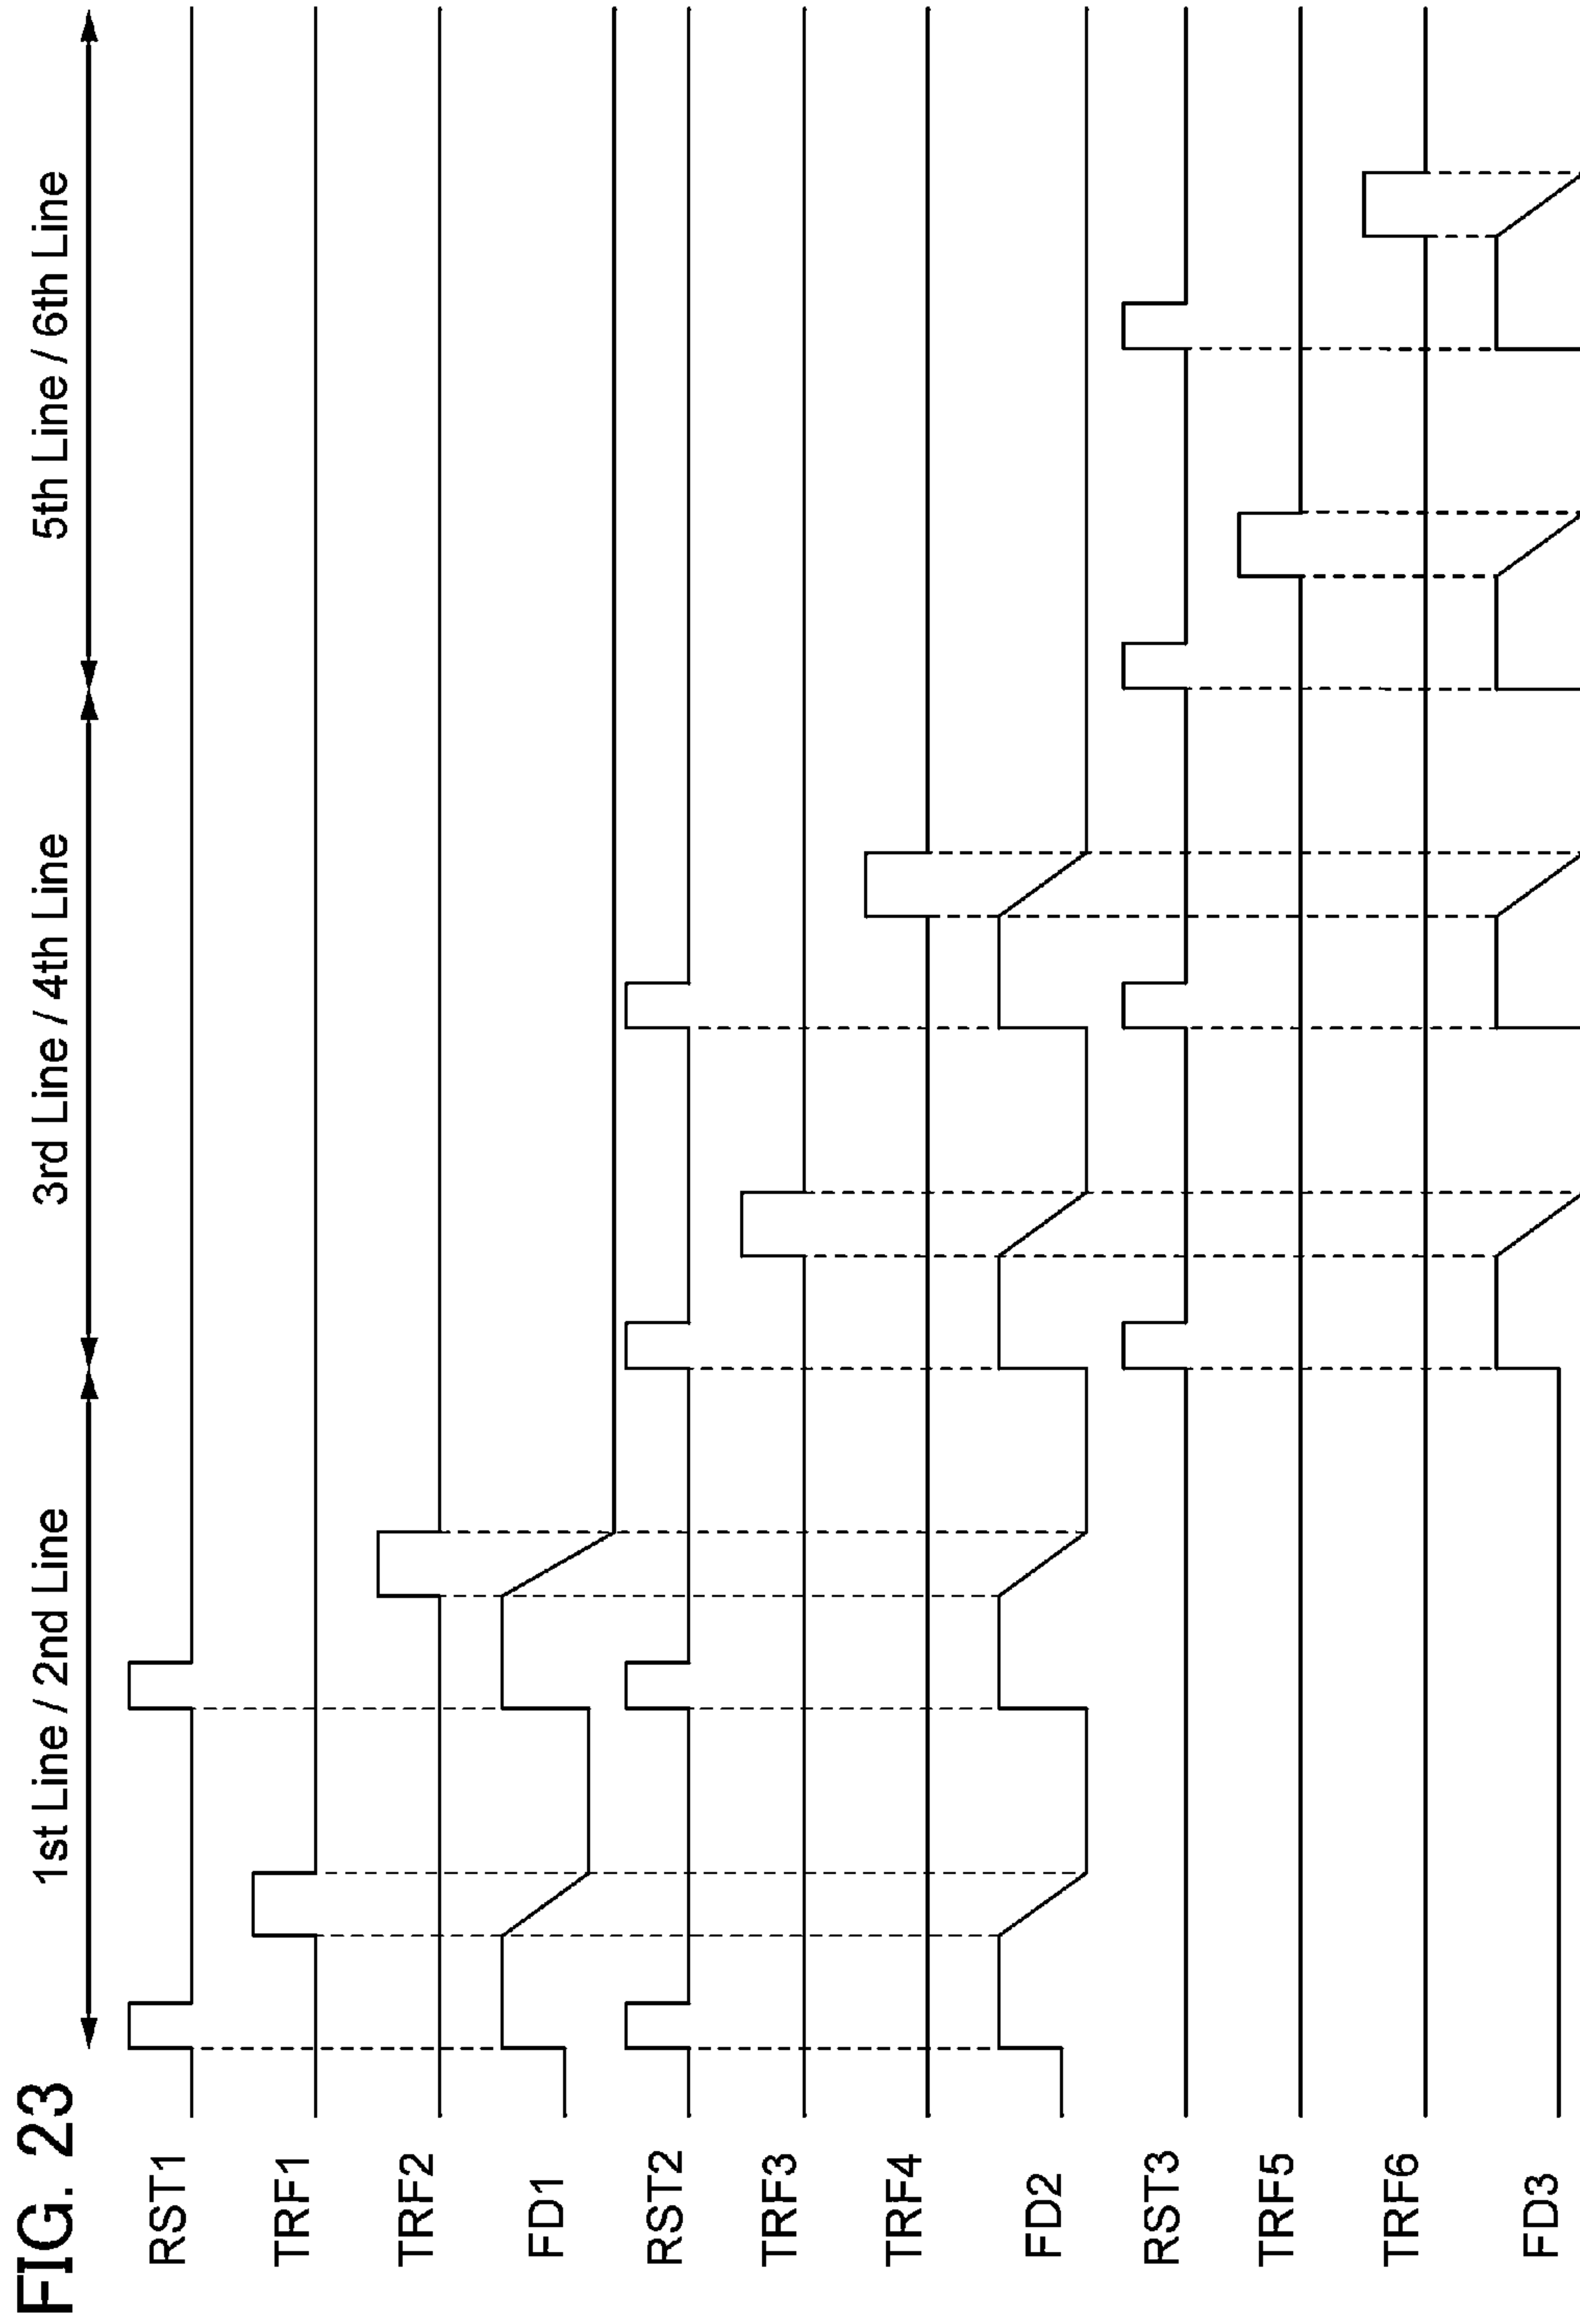 FIG. 23
1st Line / 2nd Line
3rd Line / 4th Line
5th Line / 6th Line
RST1
TRF1
TRF2
FD1
RST2
TRF3
TRF4
FD2
RST3
TRF5
TRF6
FD3